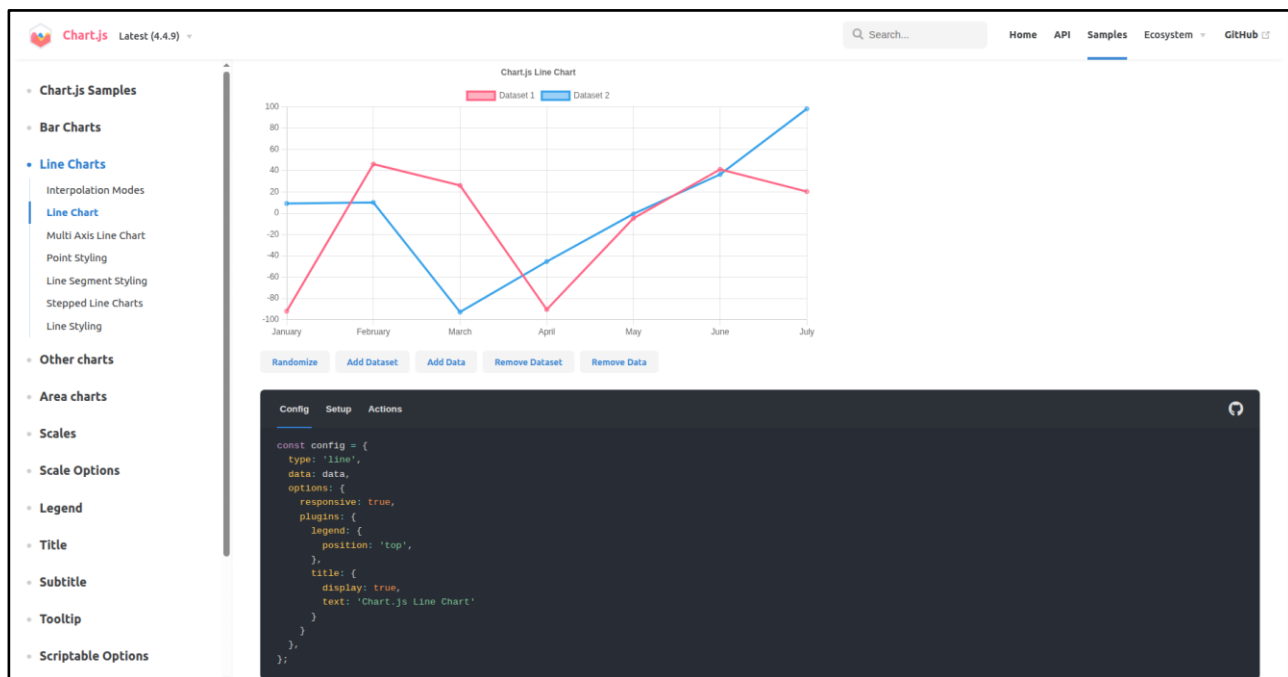 Chart.js Latest (4.4.9)
Search...
Home API Samples Ecosystem GitHub
Chart.js Samples
Bar Charts
Line Charts
Interpolation Modes
Line Chart
Multi Axis Line Chart
Point Styling
Line Segment Styling
Stepped Line Charts
Line Styling
Other charts
Area charts
Scales
Scale Options
Legend
Title
Subtitle
Tooltip
Scriptable Options
Chart.js Line Chart
Dataset 1 Dataset 2
100
80
60
40
20
0
-20
-40
-60
-80
-100
January February March April May June July
Randomize Add Dataset Add Data Remove Dataset Remove Data
Config Setup Actions
const config = {
  type: 'line',
  data: data,
  options: {
    responsive: true,
    plugins: {
      legend: {
        position: 'top',
      },
      title: {
        display: true,
        text: 'Chart.js Line Chart'
      }
    }
  },
};